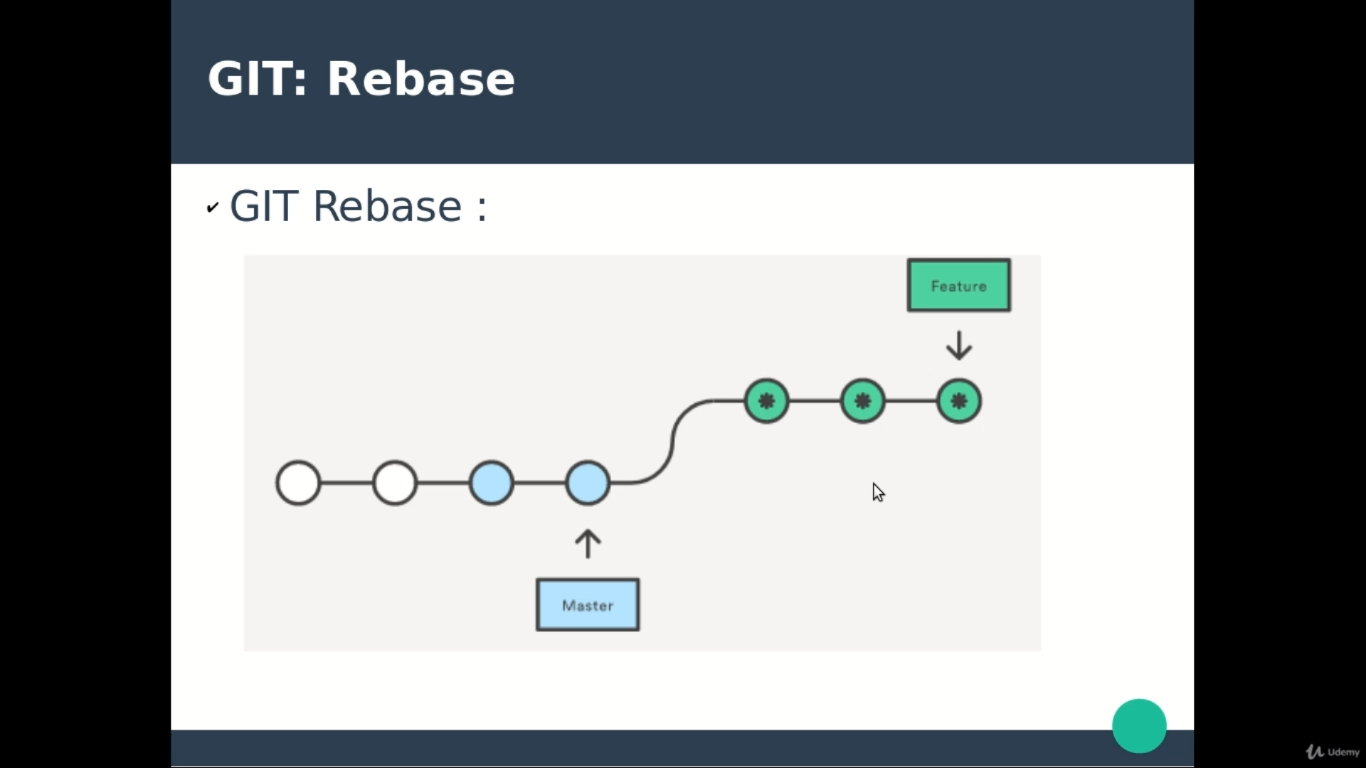 GIT: Rebase
✔ GIT Rebase :
Feature
Master
Udemy